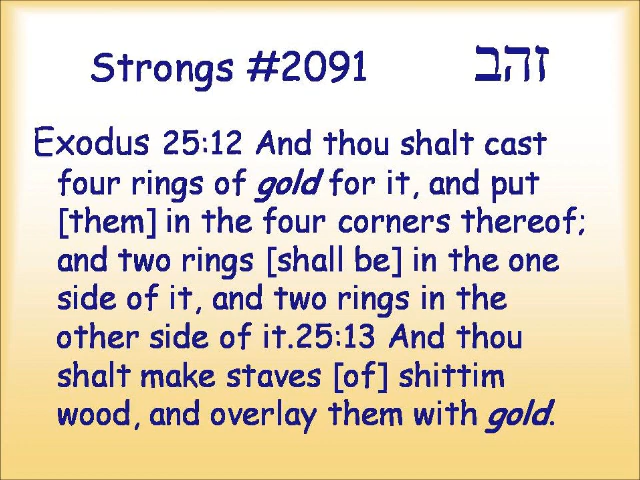 Strongs #2091 זהב
Exodus 25:12 And thou shalt cast
four rings of gold for it, and put
[them] in the four corners thereof;
and two rings [shall be] in the one
side of it, and two rings in the
other side of it.25:13 And thou
shalt make staves [of] shittim
wood, and overlay them with gold.